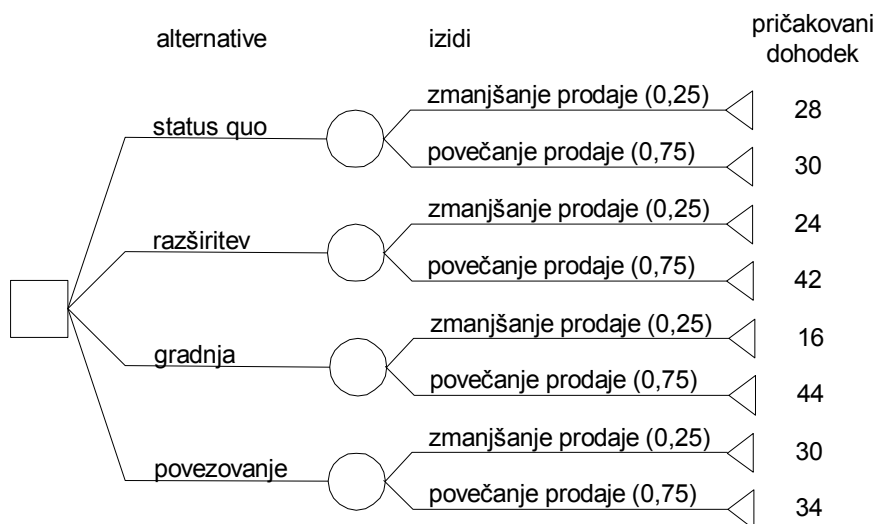 alternative
izidi
pričakovani
dohodek
zmanjšanje prodaje (0,25)
28
status quo
povečanje prodaje (0,75)
30
zmanjšanje prodaje (0,25)
24
razširitev
povečanje prodaje (0,75)
42
zmanjšanje prodaje (0,25)
16
gradnja
povečanje prodaje (0,75)
44
zmanjšanje prodaje (0,25)
30
povezovanje
povečanje prodaje (0,75)
34